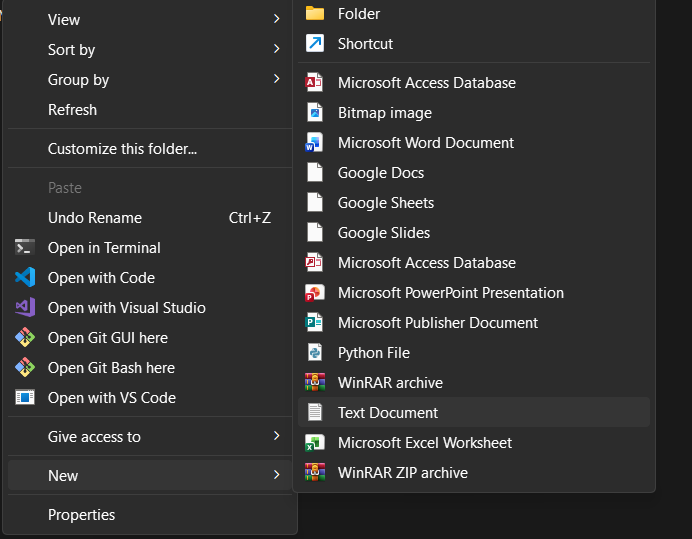 View
Sort by
Group by
Refresh
Customize this folder...
Paste
Undo Rename Ctrl+Z
Open in Terminal
Open with Code
Open with Visual Studio
Open Git GUI here
Open Git Bash here
Open with VS Code
Give access to
New
Properties
Folder
Shortcut
Microsoft Access Database
Bitmap image
Microsoft Word Document
Google Docs
Google Sheets
Google Slides
Microsoft Access Database
Microsoft PowerPoint Presentation
Microsoft Publisher Document
Python File
WinRAR archive
Text Document
Microsoft Excel Worksheet
WinRAR ZIP archive